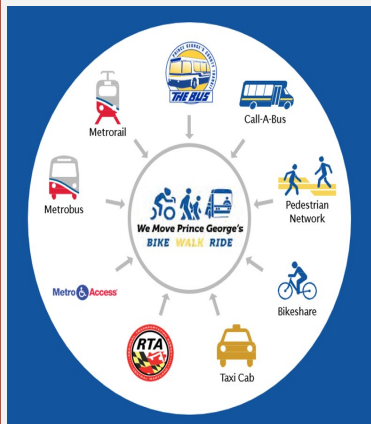 PRINCE GEORGE'S COUNTY TRANSIT
THE BUS
Metrorail
Call-A-Bus
Metrobus
Pedestrian
Network
We Move Prince George's
BIKE WALK RIDE
Metro Access
Bikeshare
RTA
Taxi Cab